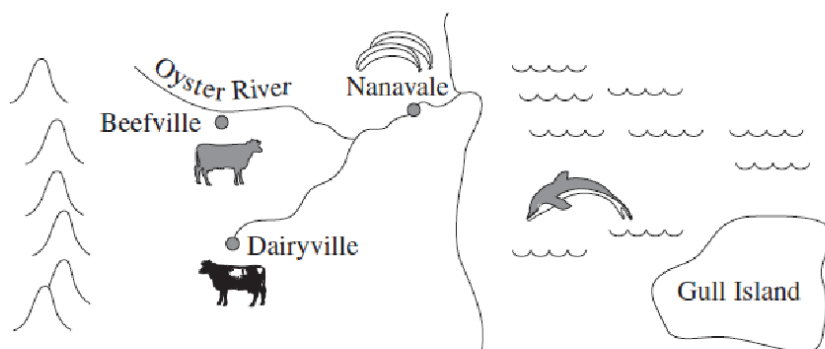 Oyster River
Nanavale
Beefville
Dairyville
Gull Island